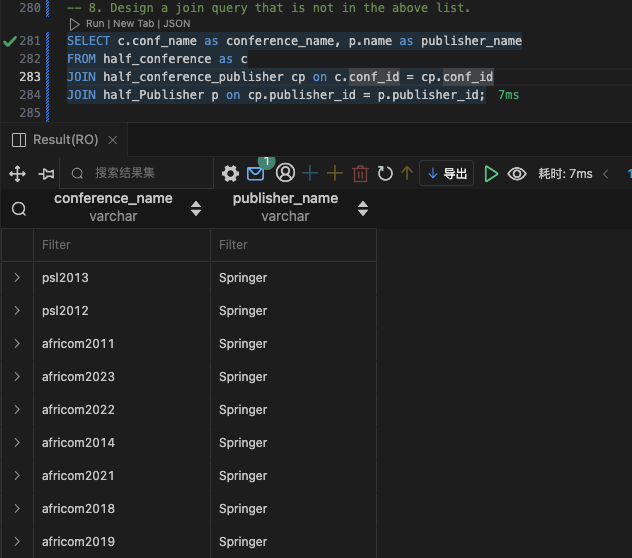 280 -- 8. Design a join query that is not in the above list.
Run | New Tab | JSON
281 SELECT c.conf_name as conference_name, p.name as publisher_name
282 FROM half_conference as c
283 JOIN half_conference_publisher cp on c.conf_id = cp.conf_id
284 JOIN half_Publisher p on cp.publisher_id = p.publisher_id; 7ms
285
Result(RO)
搜索结果集 1 导出 耗时: 7ms 1
conference_name publisher_name
varchar varchar
Filter Filter
psl2013 Springer
psl2012 Springer
africom2011 Springer
africom2023 Springer
africom2022 Springer
africom2014 Springer
africom2021 Springer
africom2018 Springer
africom2019 Springer